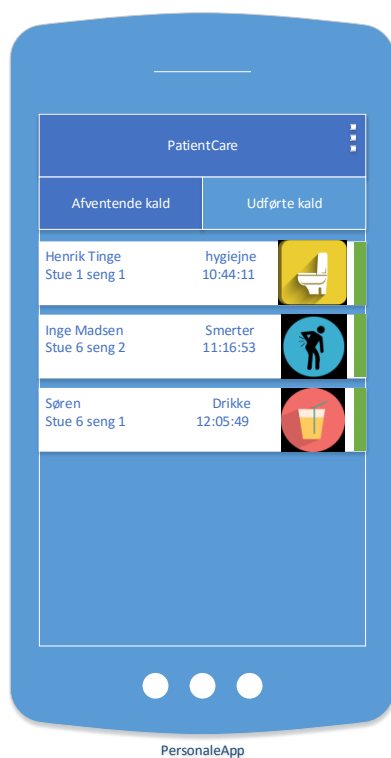 PatientCare
Afventende kald Udførte kald
Henrik Tinge hygiejne
Stue 1 seng 1 10:44:11
Inge Madsen Smerter
Stue 6 seng 2 11:16:53
Søren Drikke
Stue 6 seng 1 12:05:49
PersonaleApp